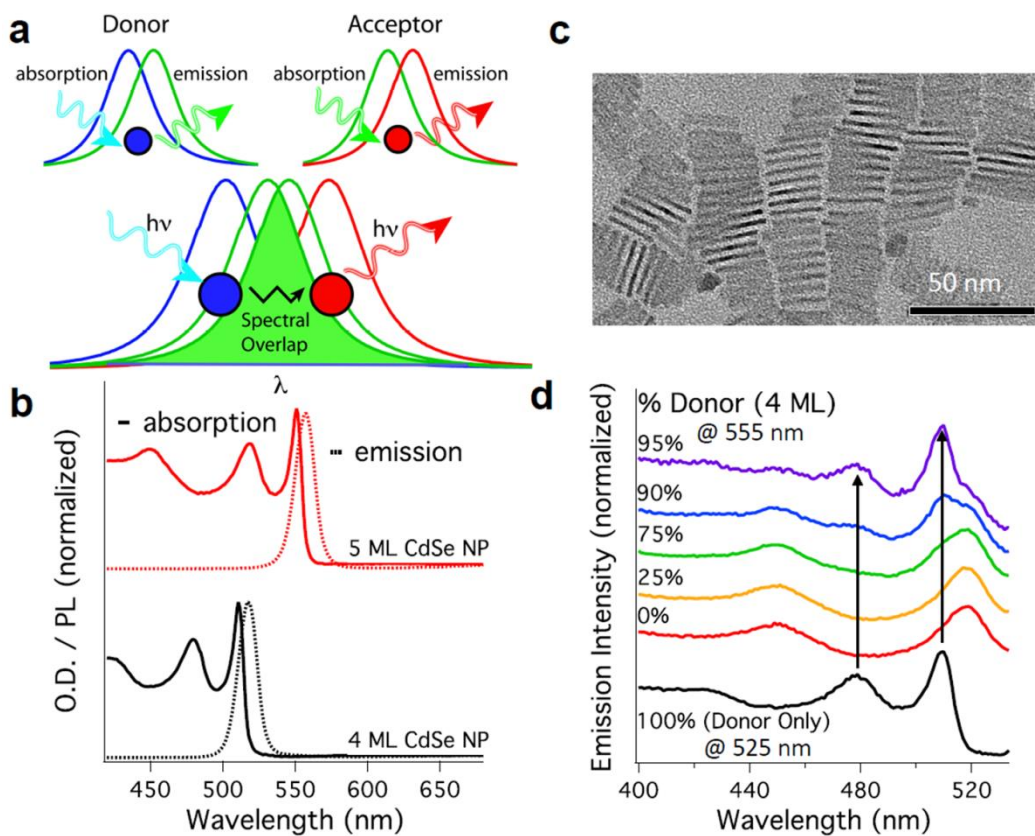 a
Donor
Acceptor
absorption
emission
absorption
emission
hν
hν
Spectral
Overlap
λ
b
– absorption
┅ emission
5 ML CdSe NP
4 ML CdSe NP
O.D. / PL (normalized)
450
500
550
600
650
Wavelength (nm)
c
50 nm
d
% Donor (4 ML)
@ 555 nm
95%
90%
75%
25%
0%
100% (Donor Only)
@ 525 nm
Emission Intensity (normalized)
400
440
480
520
Wavelength (nm)